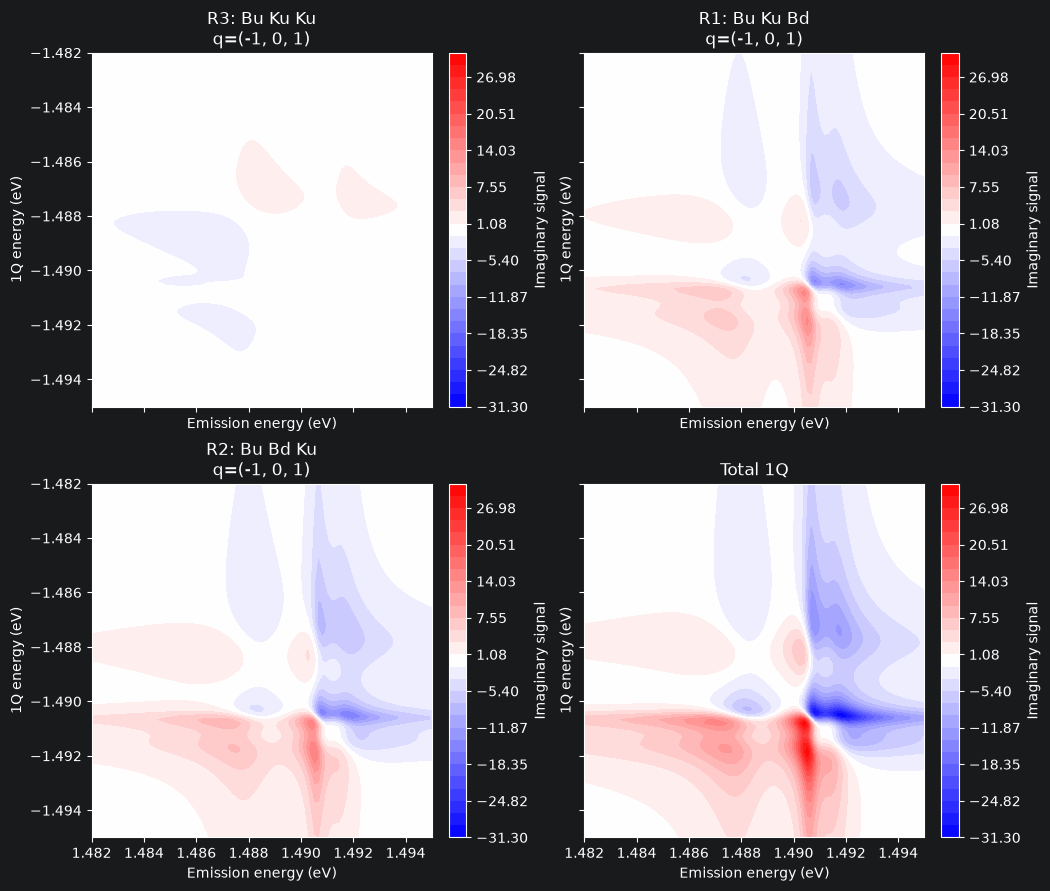 R3: Bu Ku Ku
q=(-1, 0, 1)
−1.482
−1.484
−1.486
−1.488
−1.490
−1.492
−1.494
1Q energy (eV)
Emission energy (eV)
26.98
20.51
14.03
7.55
1.08
−5.40
−11.87
−18.35
−24.82
−31.30
Imaginary signal
R1: Bu Ku Bd
q=(-1, 0, 1)
1Q energy (eV)
Emission energy (eV)
26.98
20.51
14.03
7.55
1.08
−5.40
−11.87
−18.35
−24.82
−31.30
Imaginary signal
R2: Bu Bd Ku
q=(-1, 0, 1)
−1.482
−1.484
−1.486
−1.488
−1.490
−1.492
−1.494
1Q energy (eV)
1.482 1.484 1.486 1.488 1.490 1.492 1.494
Emission energy (eV)
26.98
20.51
14.03
7.55
1.08
−5.40
−11.87
−18.35
−24.82
−31.30
Imaginary signal
Total 1Q
1Q energy (eV)
1.482 1.484 1.486 1.488 1.490 1.492 1.494
Emission energy (eV)
26.98
20.51
14.03
7.55
1.08
−5.40
−11.87
−18.35
−24.82
−31.30
Imaginary signal